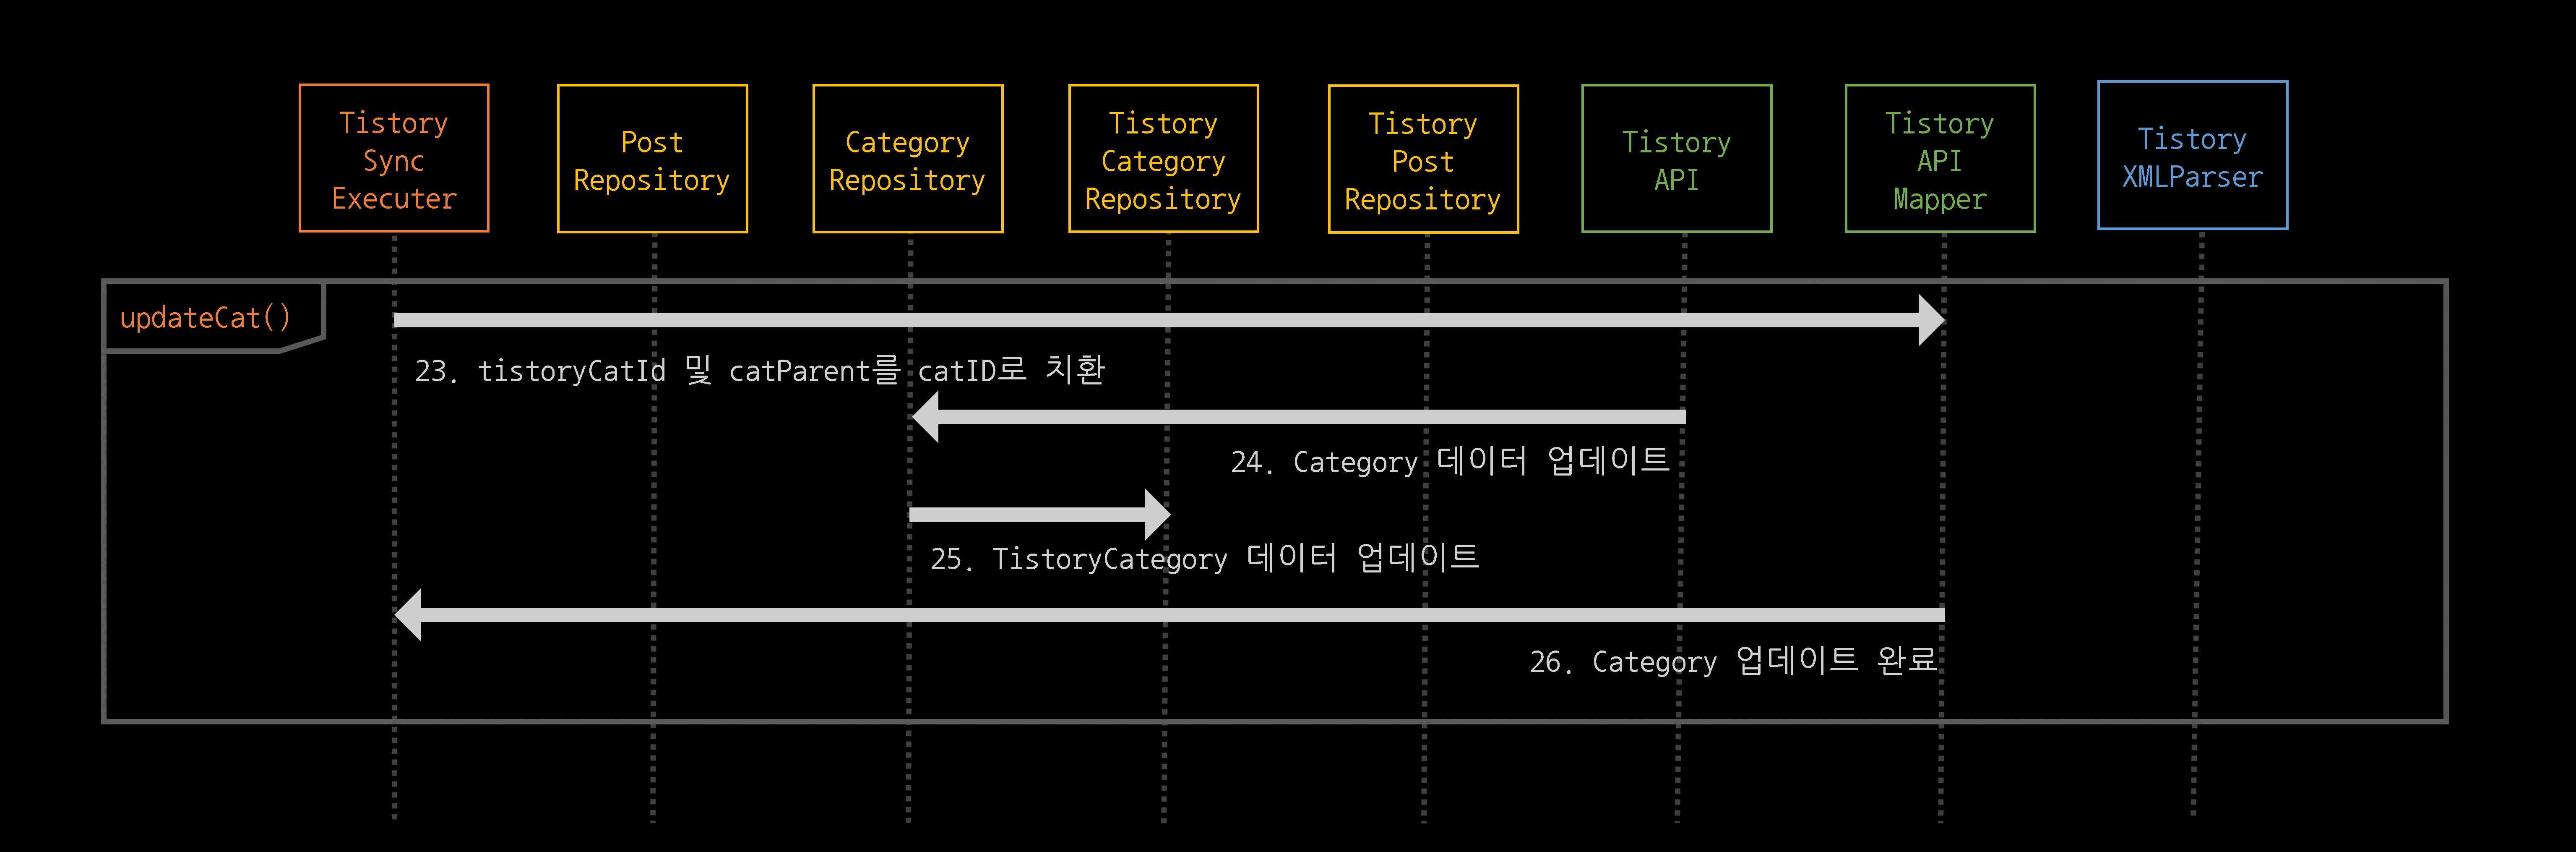 Tistory
Sync
Executer
Post
Repository
Category
Repository
Tistory
Category
Repository
Tistory
Post
Repository
Tistory
API
Tistory
API
Mapper
Tistory
XMLParser
updateCat()
23. tistoryCatId 및 catParent를 catID로 치환
24. Category 데이터 업데이트
25. TistoryCategory 데이터 업데이트
26. Category 업데이트 완료